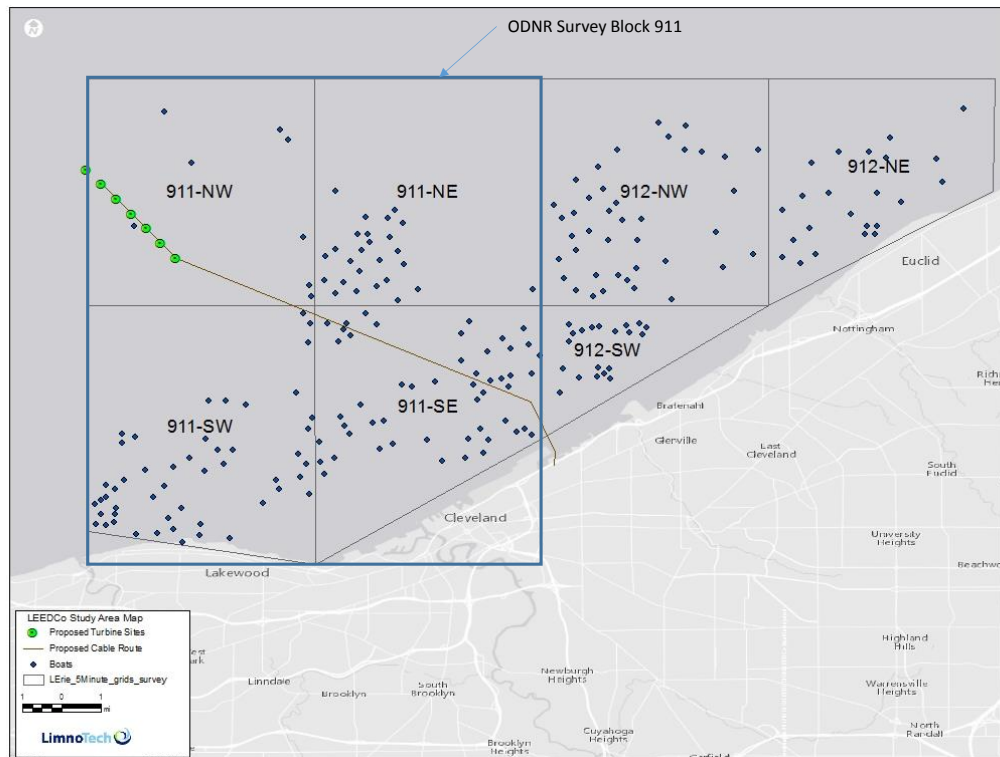 ODNR Survey Block 911
N
911-NW
911-NE
912-NW
912-NE
Euclid
Nottingham
912-SW
911-SW
911-SE
Bratenahl
Glenville
East
Cleveland
South
Euclid
Cleveland
University
Heights
Beachwo
Lakewood
LEEDCo Study Area Map
Proposed Turbine Sites
Proposed Cable Route
Boats
LErie_5Minute_grids_survey
1 0 1
mi
LimnoTech
Park
Linndale
Brooklyn
South
Brooklyn
Newburgh
Heights
Cuyahoga
Heights
Brooklyn
Heights
Highland
Hills
Warrensville
Heights
North
Randall